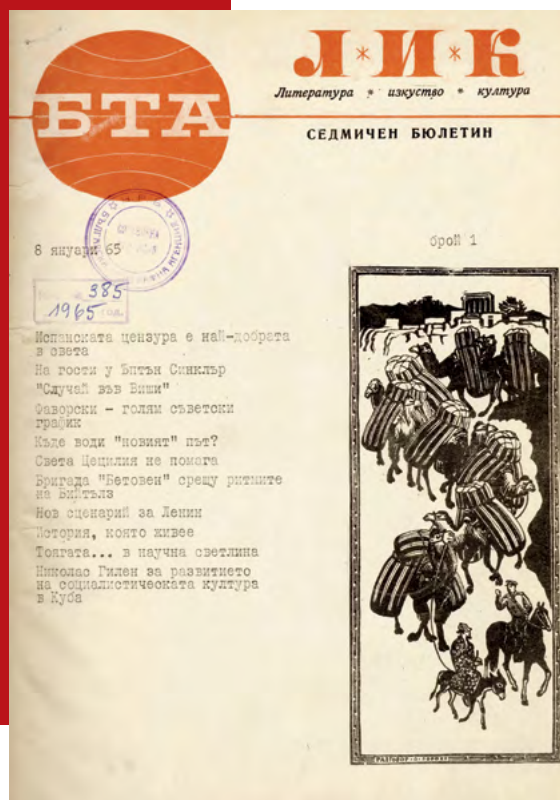 БТА
Л*И*К
Литература * изкуство * култура
СЕДМИЧЕН БЮЛЕТИН
8 януари 65
брой 1
385
1965 год.
Испанската цензура е най-добрата
в света
На гости у Ъптън Синклър
"Случай във Виши"
Фаворски - голям съветски
график
Къде води "новият" път?
Света Цецилия не помага
Бригада "Бетовен" срещу ритмите
на Бийтълз
Нов сценарий за Ленин
История, която живее
Тоягата... в научна светлина
Николас Гилен за развитието
на социалистическата култура
в Куба